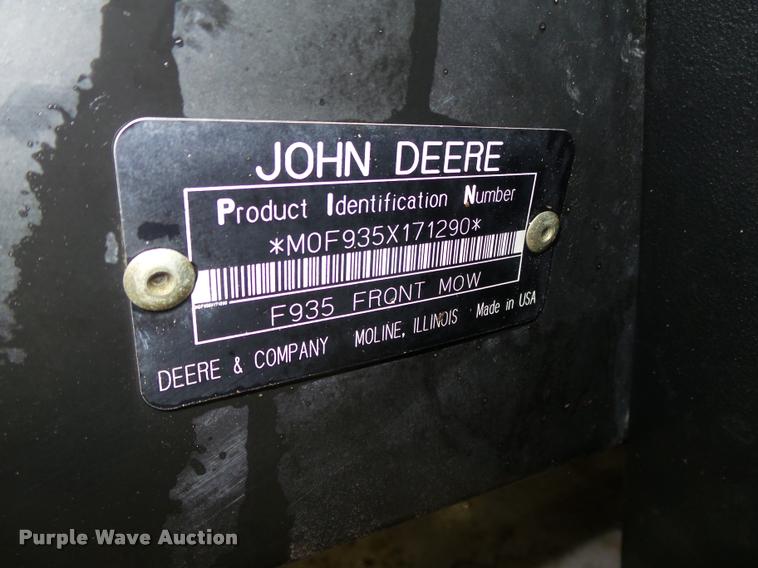 JOHN DEERE
Product Identification Number
*M0F935X171290*
F935 FRONT MOW
DEERE & COMPANY MOLINE, ILLINOIS Made in USA
Purple Wave Auction